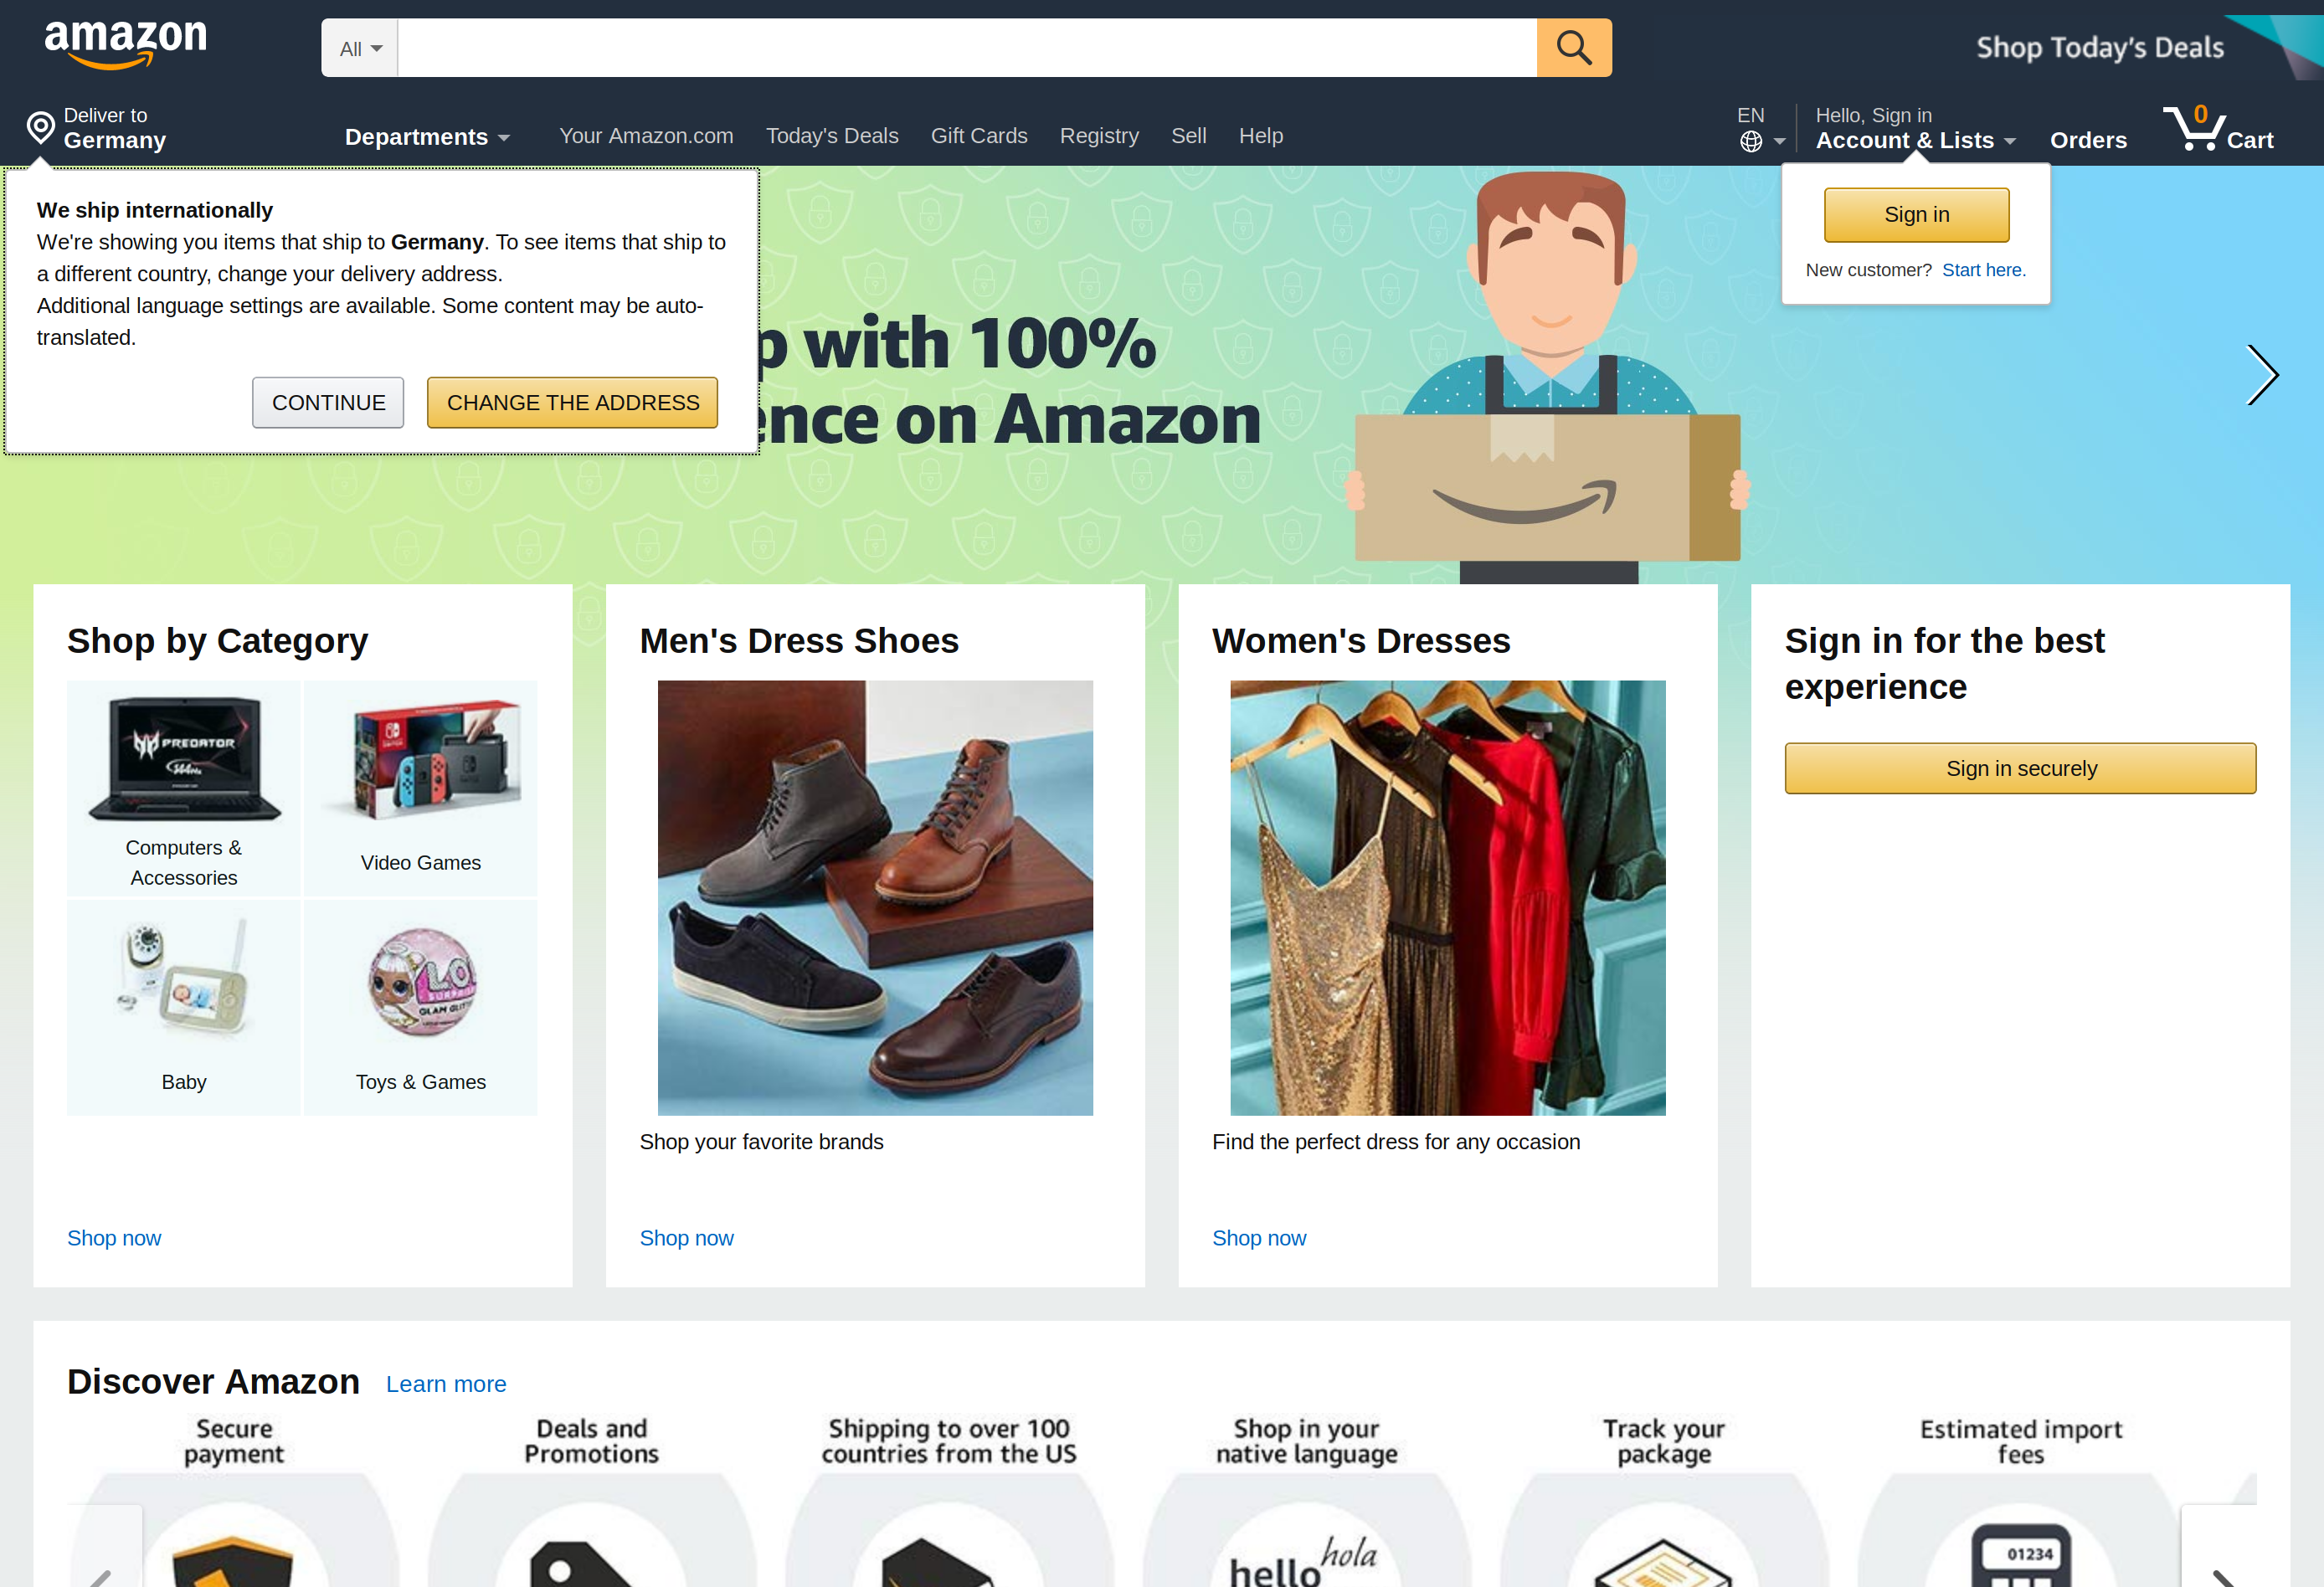 amazon
All
Shop Today's Deals
Deliver to
Germany
Departments
Your Amazon.com
Today's Deals
Gift Cards
Registry
Sell
Help
EN
Hello, Sign in
Account & Lists
Orders
0
Cart
We ship internationally
We're showing you items that ship to Germany. To see items that ship to
a different country, change your delivery address.
Additional language settings are available. Some content may be auto-
translated.
CONTINUE
CHANGE THE ADDRESS
Sign in
New customer? Start here.
p with 100%
ence on Amazon
Shop by Category
PREDATOR
144Hz
Computers &
Accessories
Video Games
Baby
L.O.
SURPRISE
GLAM GLIT
Toys & Games
Shop now
Men's Dress Shoes
Shop your favorite brands
Shop now
Women's Dresses
Find the perfect dress for any occasion
Shop now
Sign in for the best
experience
Sign in securely
Discover Amazon
Learn more
Secure
payment
Deals and
Promotions
Shipping to over 100
countries from the US
Shop in your
native language
hello
hola
Track your
package
Estimated import
fees
01234